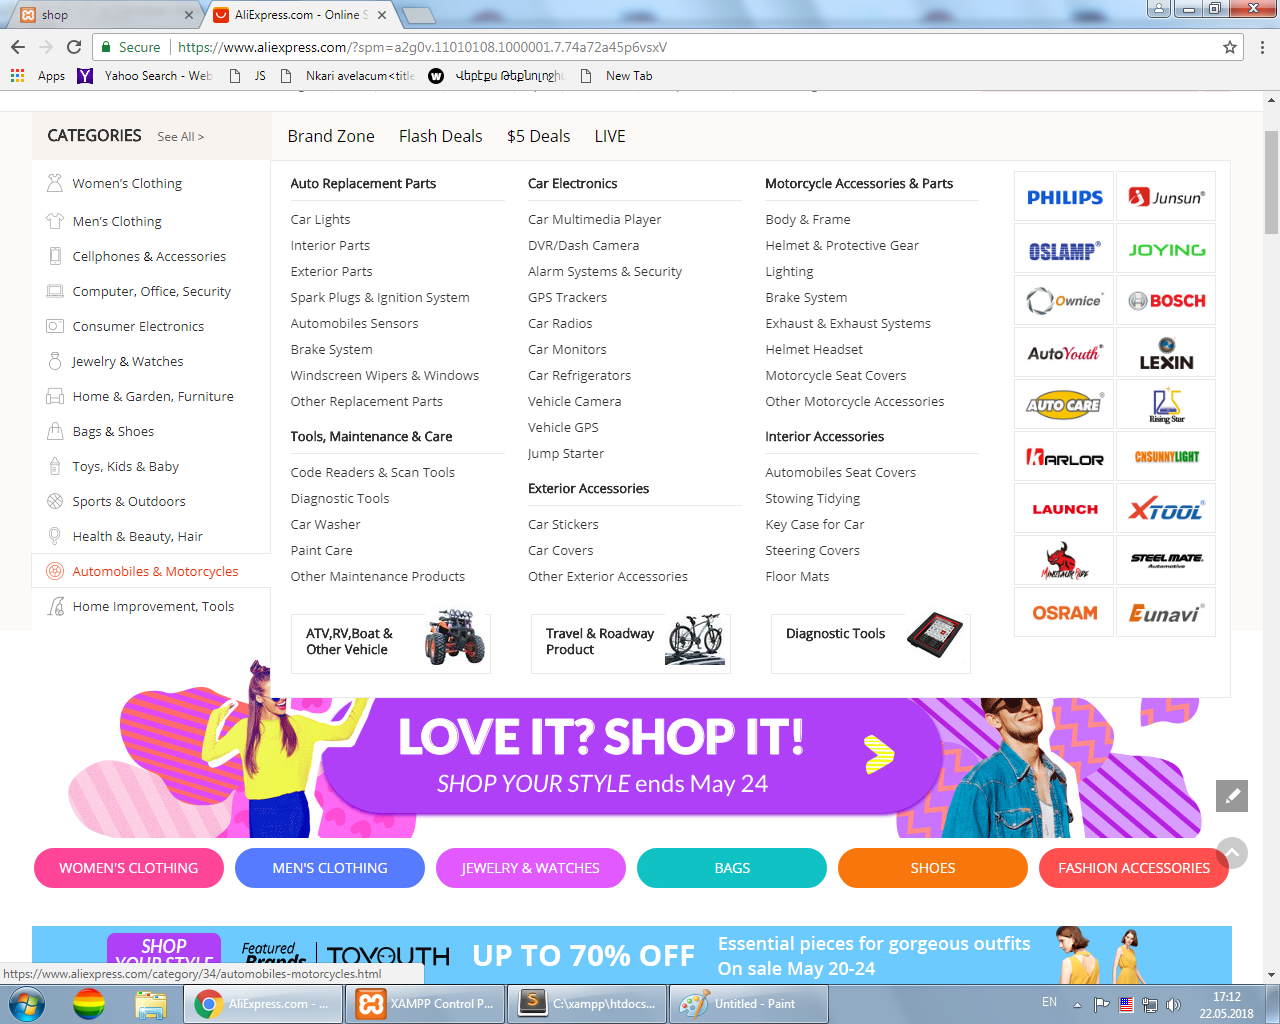 shop
AliExpress.com - Online S
Secure
https://www.aliexpress.com/?spm=a2g0v.11010108.1000001.7.74a72a45p6vsxV
Apps
Yahoo Search - Web
JS
Nkari avelacum<title
Վերէքս Թեքնոլոջի
New Tab
CATEGORIES See All >
Brand Zone Flash Deals $5 Deals LIVE
Women's Clothing
Men's Clothing
Cellphones & Accessories
Computer, Office, Security
Consumer Electronics
Jewelry & Watches
Home & Garden, Furniture
Bags & Shoes
Toys, Kids & Baby
Sports & Outdoors
Health & Beauty, Hair
Automobiles & Motorcycles
Home Improvement, Tools
Auto Replacement Parts
Car Lights
Interior Parts
Exterior Parts
Spark Plugs & Ignition System
Automobiles Sensors
Brake System
Windscreen Wipers & Windows
Other Replacement Parts
Tools, Maintenance & Care
Code Readers & Scan Tools
Diagnostic Tools
Car Washer
Paint Care
Other Maintenance Products
Car Electronics
Car Multimedia Player
DVR/Dash Camera
Alarm Systems & Security
GPS Trackers
Car Radios
Car Monitors
Car Refrigerators
Vehicle Camera
Vehicle GPS
Jump Starter
Exterior Accessories
Car Stickers
Car Covers
Other Exterior Accessories
Motorcycle Accessories & Parts
Body & Frame
Helmet & Protective Gear
Lighting
Brake System
Exhaust & Exhaust Systems
Helmet Headset
Motorcycle Seat Covers
Other Motorcycle Accessories
Interior Accessories
Automobiles Seat Covers
Stowing Tidying
Key Case for Car
Steering Covers
Floor Mats
PHILIPS Junsun®
OSLAMP® JOYING
Ownice® BOSCH
AutoYouth® LEXIN
AUTO CARE® Rising Star
KARLOR CNSUNNYLIGHT
LAUNCH XTOOL®
MINOTAUR RIDE STEEL MATE® Automotive
OSRAM Eunavi®
ATV,RV,Boat &
Other Vehicle
Travel & Roadway
Product
Diagnostic Tools
LOVE IT? SHOP IT!
SHOP YOUR STYLE ends May 24
WOMEN'S CLOTHING MEN'S CLOTHING JEWELRY & WATCHES BAGS SHOES FASHION ACCESSORIES
SHOP
YOUR STYLE
Featured
Brands
TOYOUTH
UP TO 70% OFF
Essential pieces for gorgeous outfits
On sale May 20-24
https://www.aliexpress.com/category/34/automobiles-motorcycles.html
AliExpress.com - ...
XAMPP Control P...
C:\xampp\htdocs...
Untitled - Paint
EN
17:12
22.05.2018